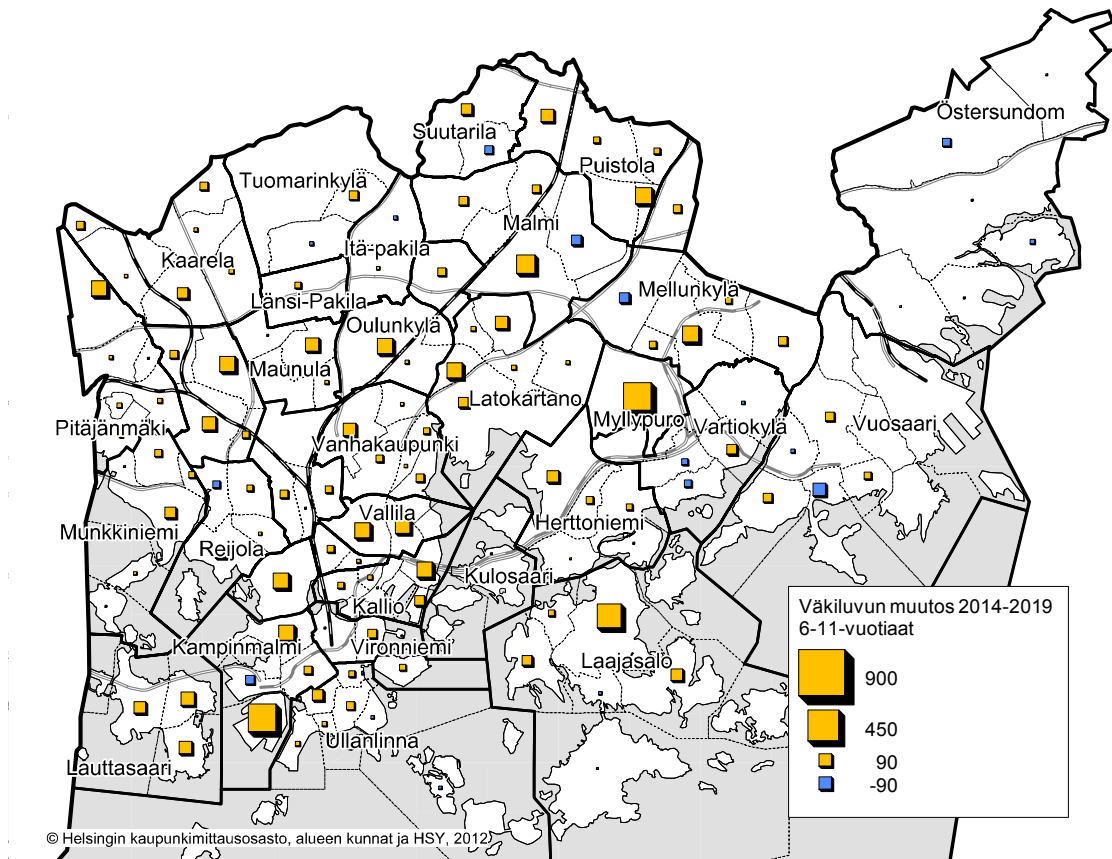 Östersundom
Suutarila
Puistola
Tuomarinkylä
Malmi
Itä-pakila
Kaarela
Mellunkylä
Länsi-Pakila
Oulunkylä
Maunula
Latokartano
Myllypuro
Vuosaari
Pitäjänmäki
Vartiokylä
Vanhakaupunki
Vallila
Herttoniemi
Munkkiniemi
Reijola
Kulosaari
Kallio
Väkiluvun muutos 2014-2019
6-11-vuotiaat
Kampinmalmi
Vironniemi
Laajasalo
900
450
Ullanlinna
90
Lauttasaari
-90
© Helsingin kaupunkimittausosasto, alueen kunnat ja HSY, 2012